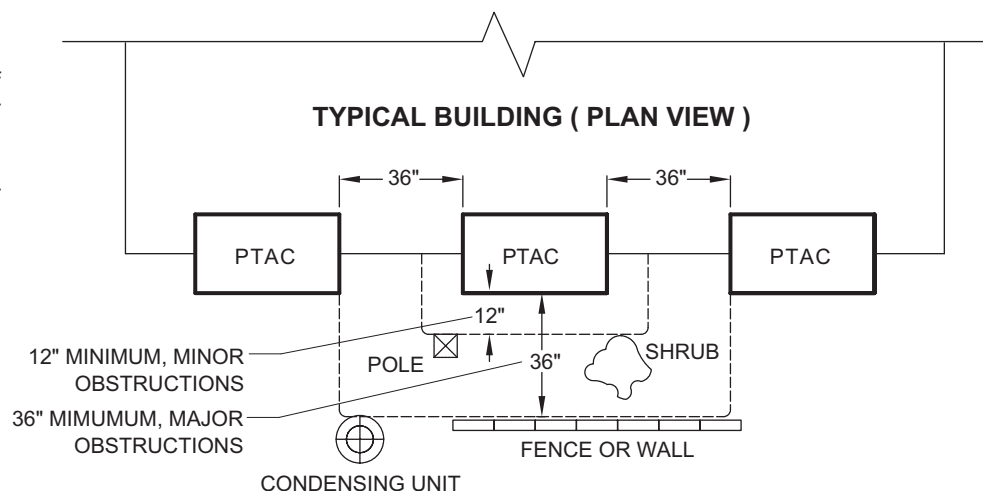 TYPICAL BUILDING ( PLAN VIEW )
36"
36"
PTAC
PTAC
PTAC
12"
12" MINIMUM, MINOR
OBSTRUCTIONS
POLE
36"
SHRUB
36" MIMUMUM, MAJOR
OBSTRUCTIONS
FENCE OR WALL
CONDENSING UNIT